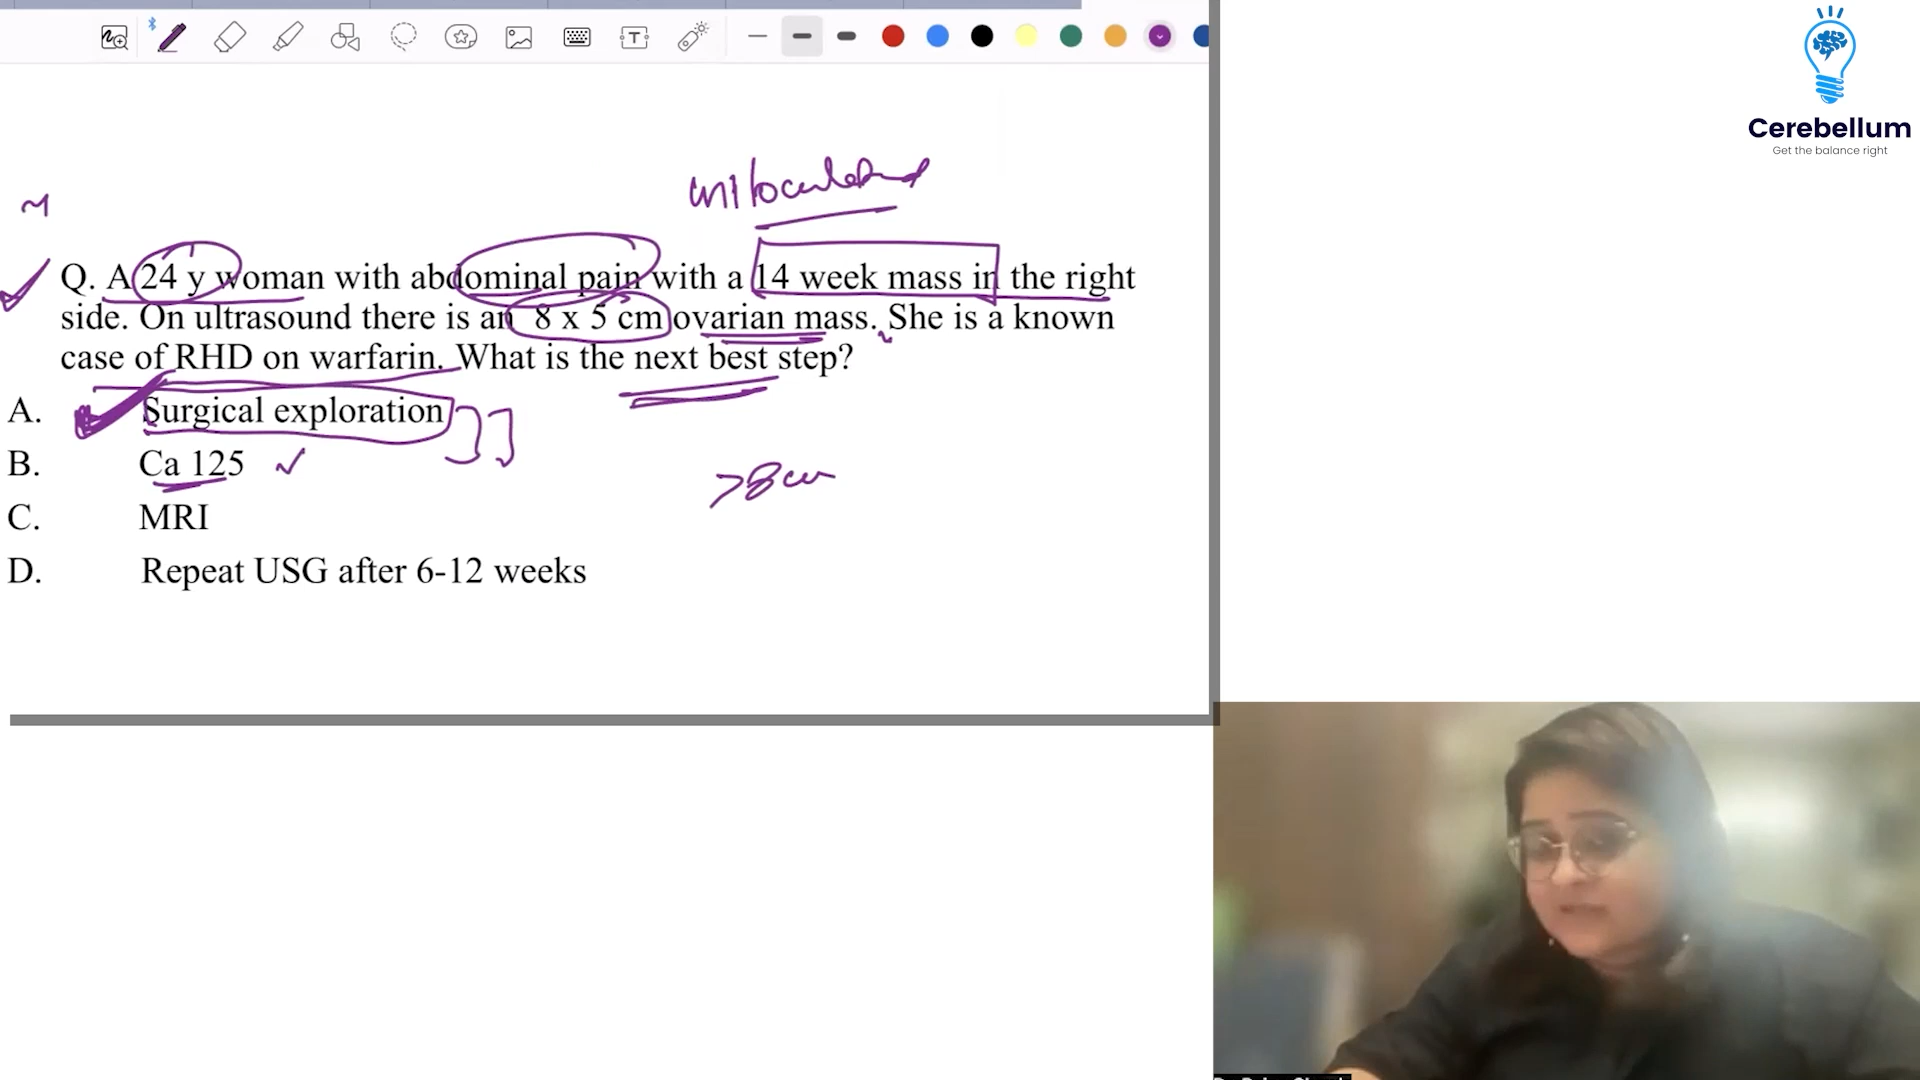 Cerebellum
Get the balance right
uniloculated
Q. A 24 y woman with abdominal pain with a 14 week mass in the right
side. On ultrasound there is an 8 x 5 cm ovarian mass. She is a known
case of RHD on warfarin. What is the next best step?
A. Surgical exploration
B. Ca 125
>8cm
C. MRI
D. Repeat USG after 6-12 weeks